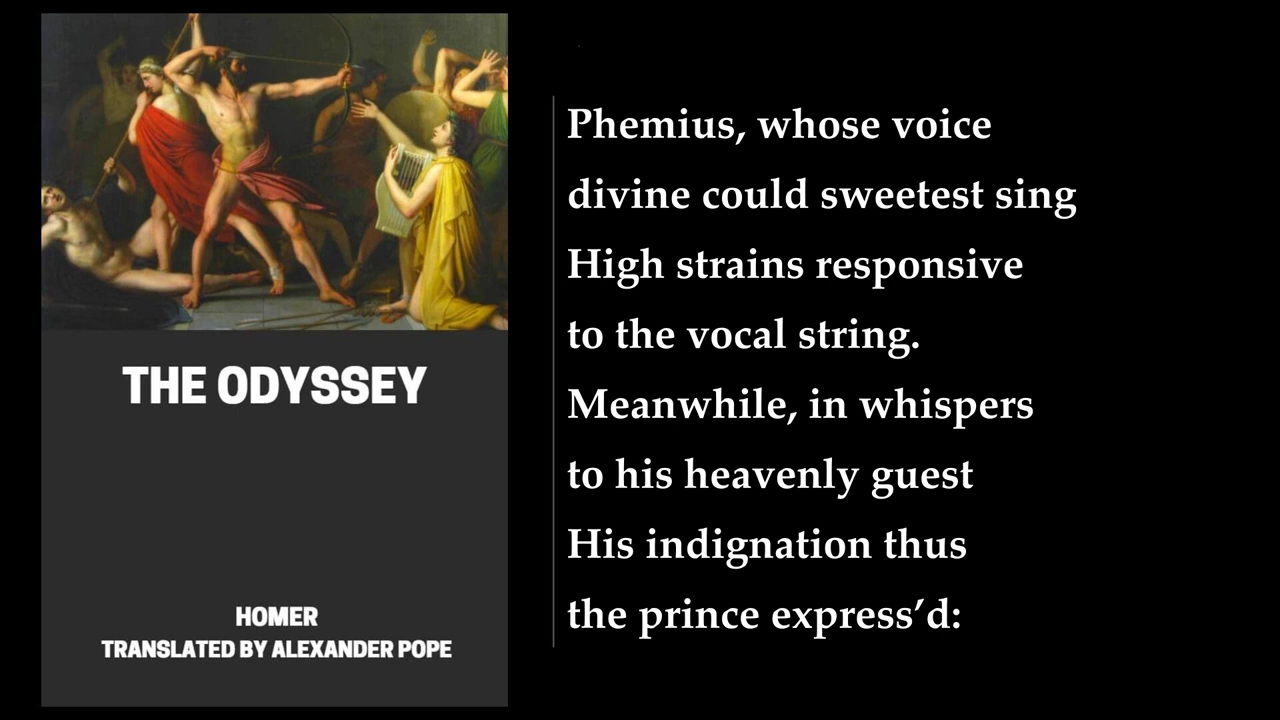 THE ODYSSEY
HOMER
TRANSLATED BY ALEXANDER POPE
Phemius, whose voice
divine could sweetest sing
High strains responsive
to the vocal string.
Meanwhile, in whispers
to his heavenly guest
His indignation thus
the prince express’d: